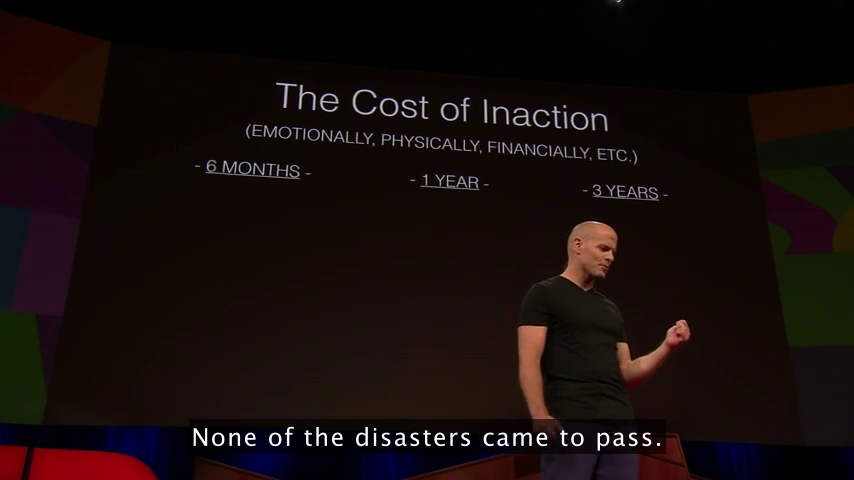 The Cost of Inaction
(EMOTIONALLY, PHYSICALLY, FINANCIALLY, ETC.)
- 6 MONTHS - - 1 YEAR - - 3 YEARS -
None of the disasters came to pass.